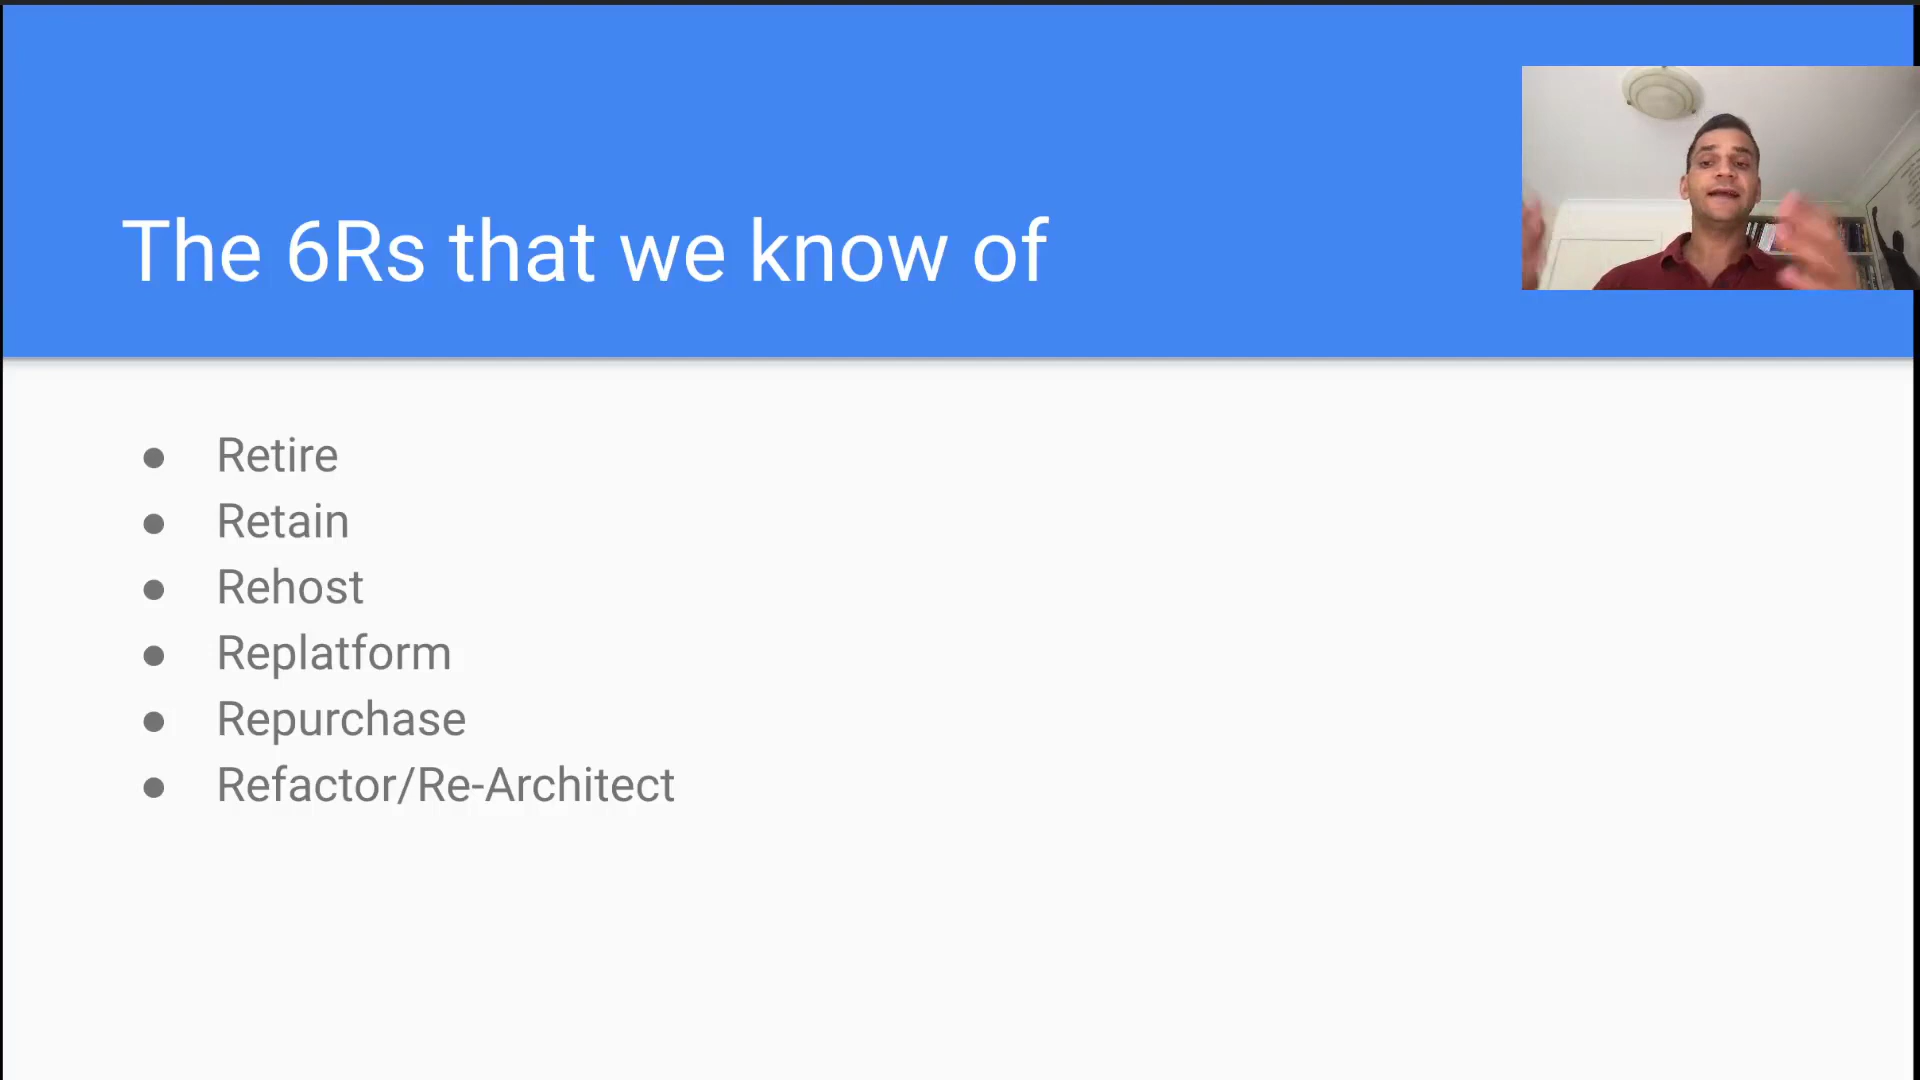 The 6Rs that we know of
● Retire
● Retain
● Rehost
● Replatform
● Repurchase
● Refactor/Re-Architect